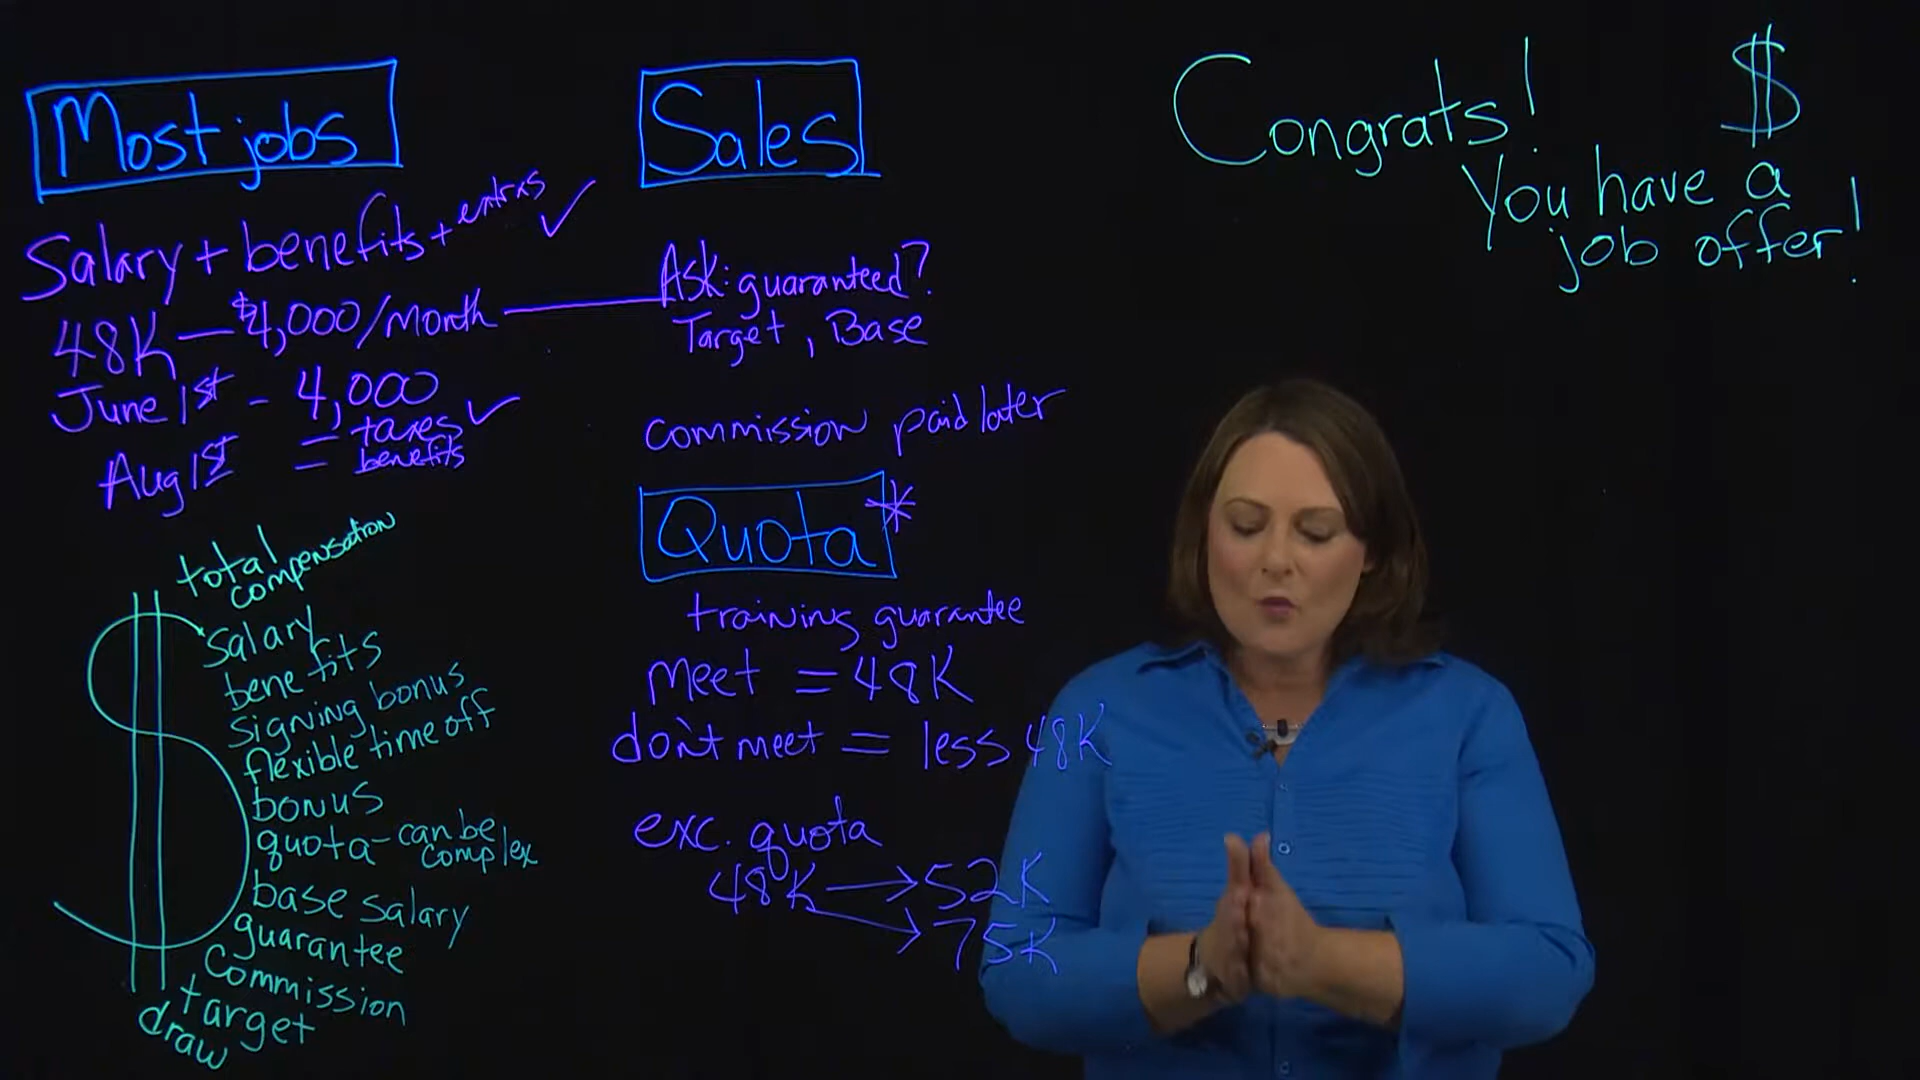 Most jobs
Salary + benefits + extras ✓
48K — $4,000/month
June 1st - 4,000
Aug 1st = taxes ✓
= benefits
total
compensation
salary
benefits
signing bonus
flexible time off
bonus
quota - can be
complex
base salary
guarantee
commission
target
draw
Sales
Ask: guaranteed?
Target, Base
commission paid later
Quota*
training guarantee
meet = 48K
don't meet = less 48K
exc. quota
48K → 52K
→ 75K
Congrats! $
You have a
job offer!